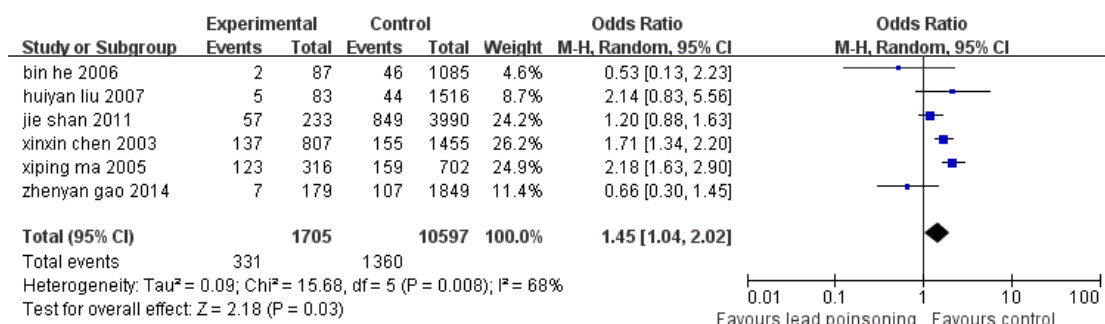 Experimental Control Odds Ratio Odds Ratio
Study or Subgroup Events Total Events Total Weight M-H, Random, 95% CI M-H, Random, 95% CI
bin he 2006 2 87 46 1085 4.6% 0.53 [0.13, 2.23]
huiyan liu 2007 5 83 44 1516 8.7% 2.14 [0.83, 5.56]
jie shan 2011 57 233 849 3990 24.2% 1.20 [0.88, 1.63]
xinxin chen 2003 137 807 155 1455 26.2% 1.71 [1.34, 2.20]
xiping ma 2005 123 316 159 702 24.9% 2.18 [1.63, 2.90]
zhenyan gao 2014 7 179 107 1849 11.4% 0.66 [0.30, 1.45]
Total (95% CI) 1705 10597 100.0% 1.45 [1.04, 2.02]
Total events 331 1360
Heterogeneity: Tau² = 0.09; Chi² = 15.68, df = 5 (P = 0.008); I² = 68%
Test for overall effect: Z = 2.18 (P = 0.03)
0.01 0.1 1 10 100
Favours lead poinsoning Favours control